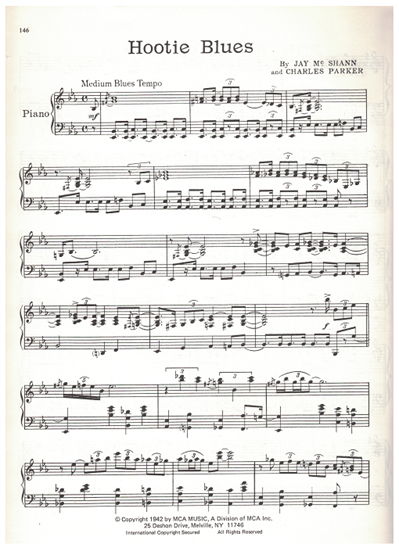 146
Hootie Blues
By JAY Mc SHANN
and CHARLES PARKER
Medium Blues Tempo
Piano
mf
© Copyright 1942 by MCA MUSIC, A Division of MCA Inc.
25 Deshon Drive, Melville, NY 11746
International Copyright Secured All Rights Reserved